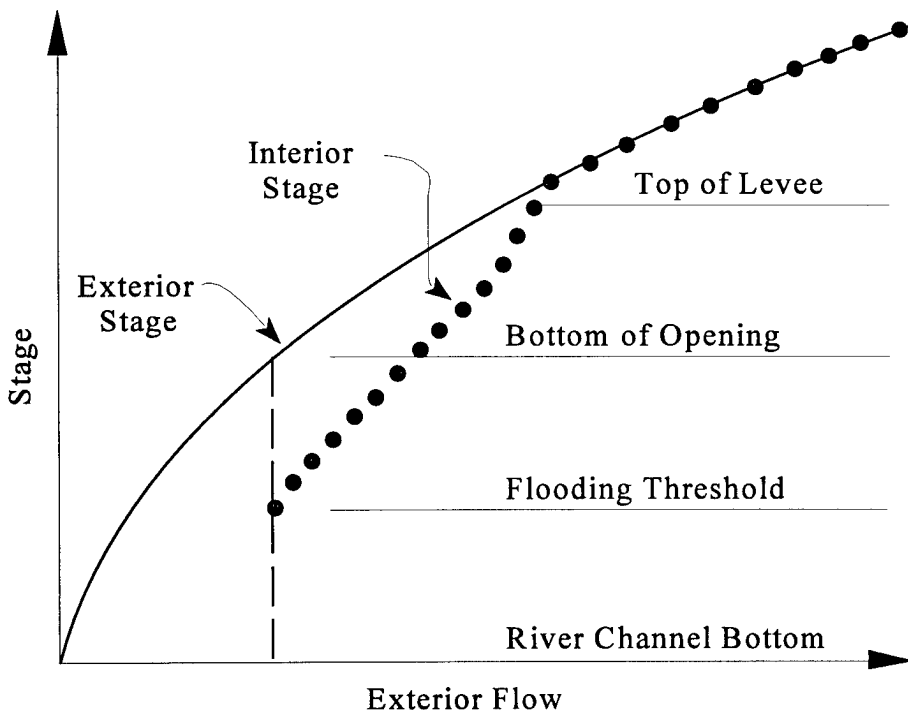 Interior
Stage
Top of Levee
Exterior
Stage
Bottom of Opening
Stage
Flooding Threshold
River Channel Bottom
Exterior Flow